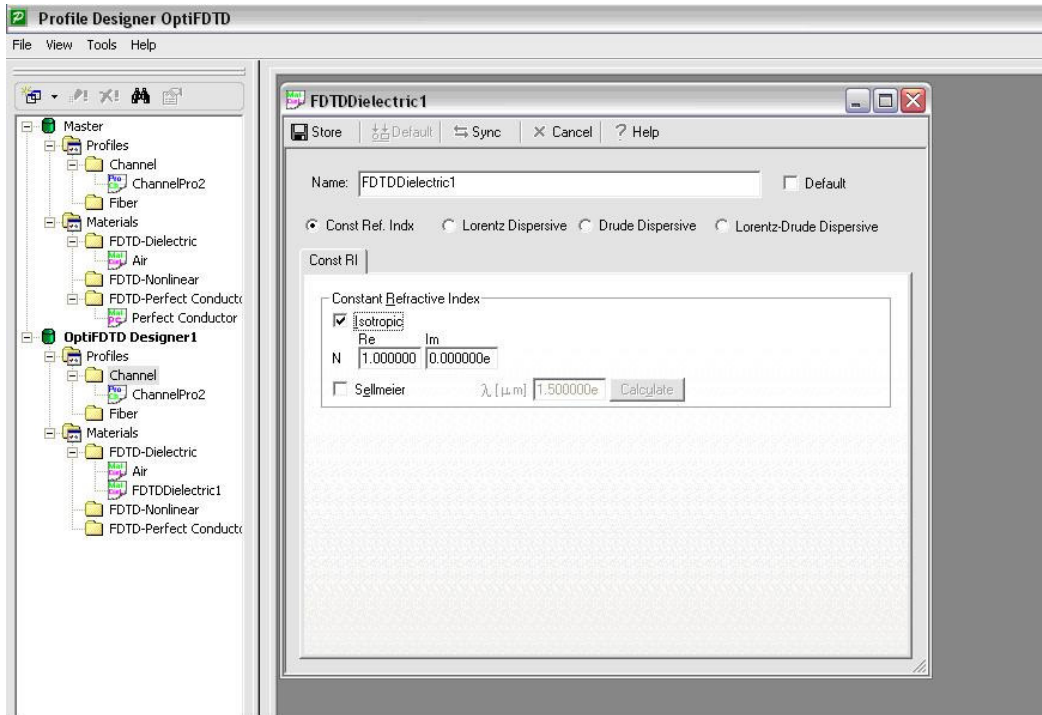 Profile Designer OptiFDTD
File View Tools Help
Master
Profiles
Channel
ChannelPro2
Fiber
Materials
FDTD-Dielectric
Air
FDTD-Nonlinear
FDTD-Perfect Conducto
Perfect Conductor
OptiFDTD Designer1
Profiles
Channel
ChannelPro2
Fiber
Materials
FDTD-Dielectric
Air
FDTDDielectric1
FDTD-Nonlinear
FDTD-Perfect Conducto
FDTDDielectric1
Store Default Sync Cancel ? Help
Name: FDTDDielectric1 Default
Const Ref. Indx Lorentz Dispersive Drude Dispersive Lorentz-Drude Dispersive
Const RI
Constant Refractive Index
Isotropic
Re Im
N 1.000000 0.000000e
Sellmeier λ [μm] 1.500000e Calculate